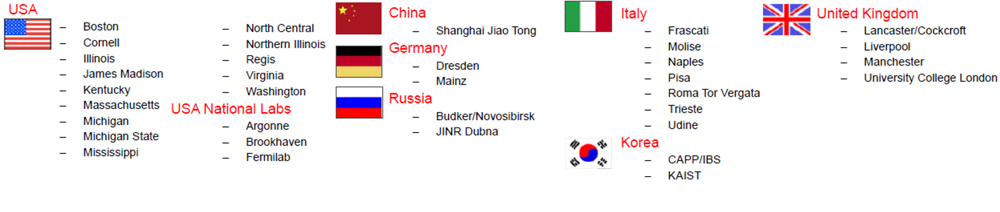 USA
– Boston
– Cornell
– Illinois
– James Madison
– Kentucky
– Massachusetts
– Michigan
– Michigan State
– Mississippi
– North Central
– Northern Illinois
– Regis
– Virginia
– Washington
USA National Labs
– Argonne
– Brookhaven
– Fermilab
China
– Shanghai Jiao Tong
Germany
– Dresden
– Mainz
Russia
– Budker/Novosibirsk
– JINR Dubna
Italy
– Frascati
– Molise
– Naples
– Pisa
– Roma Tor Vergata
– Trieste
– Udine
Korea
– CAPP/IBS
– KAIST
United Kingdom
– Lancaster/Cockcroft
– Liverpool
– Manchester
– University College London